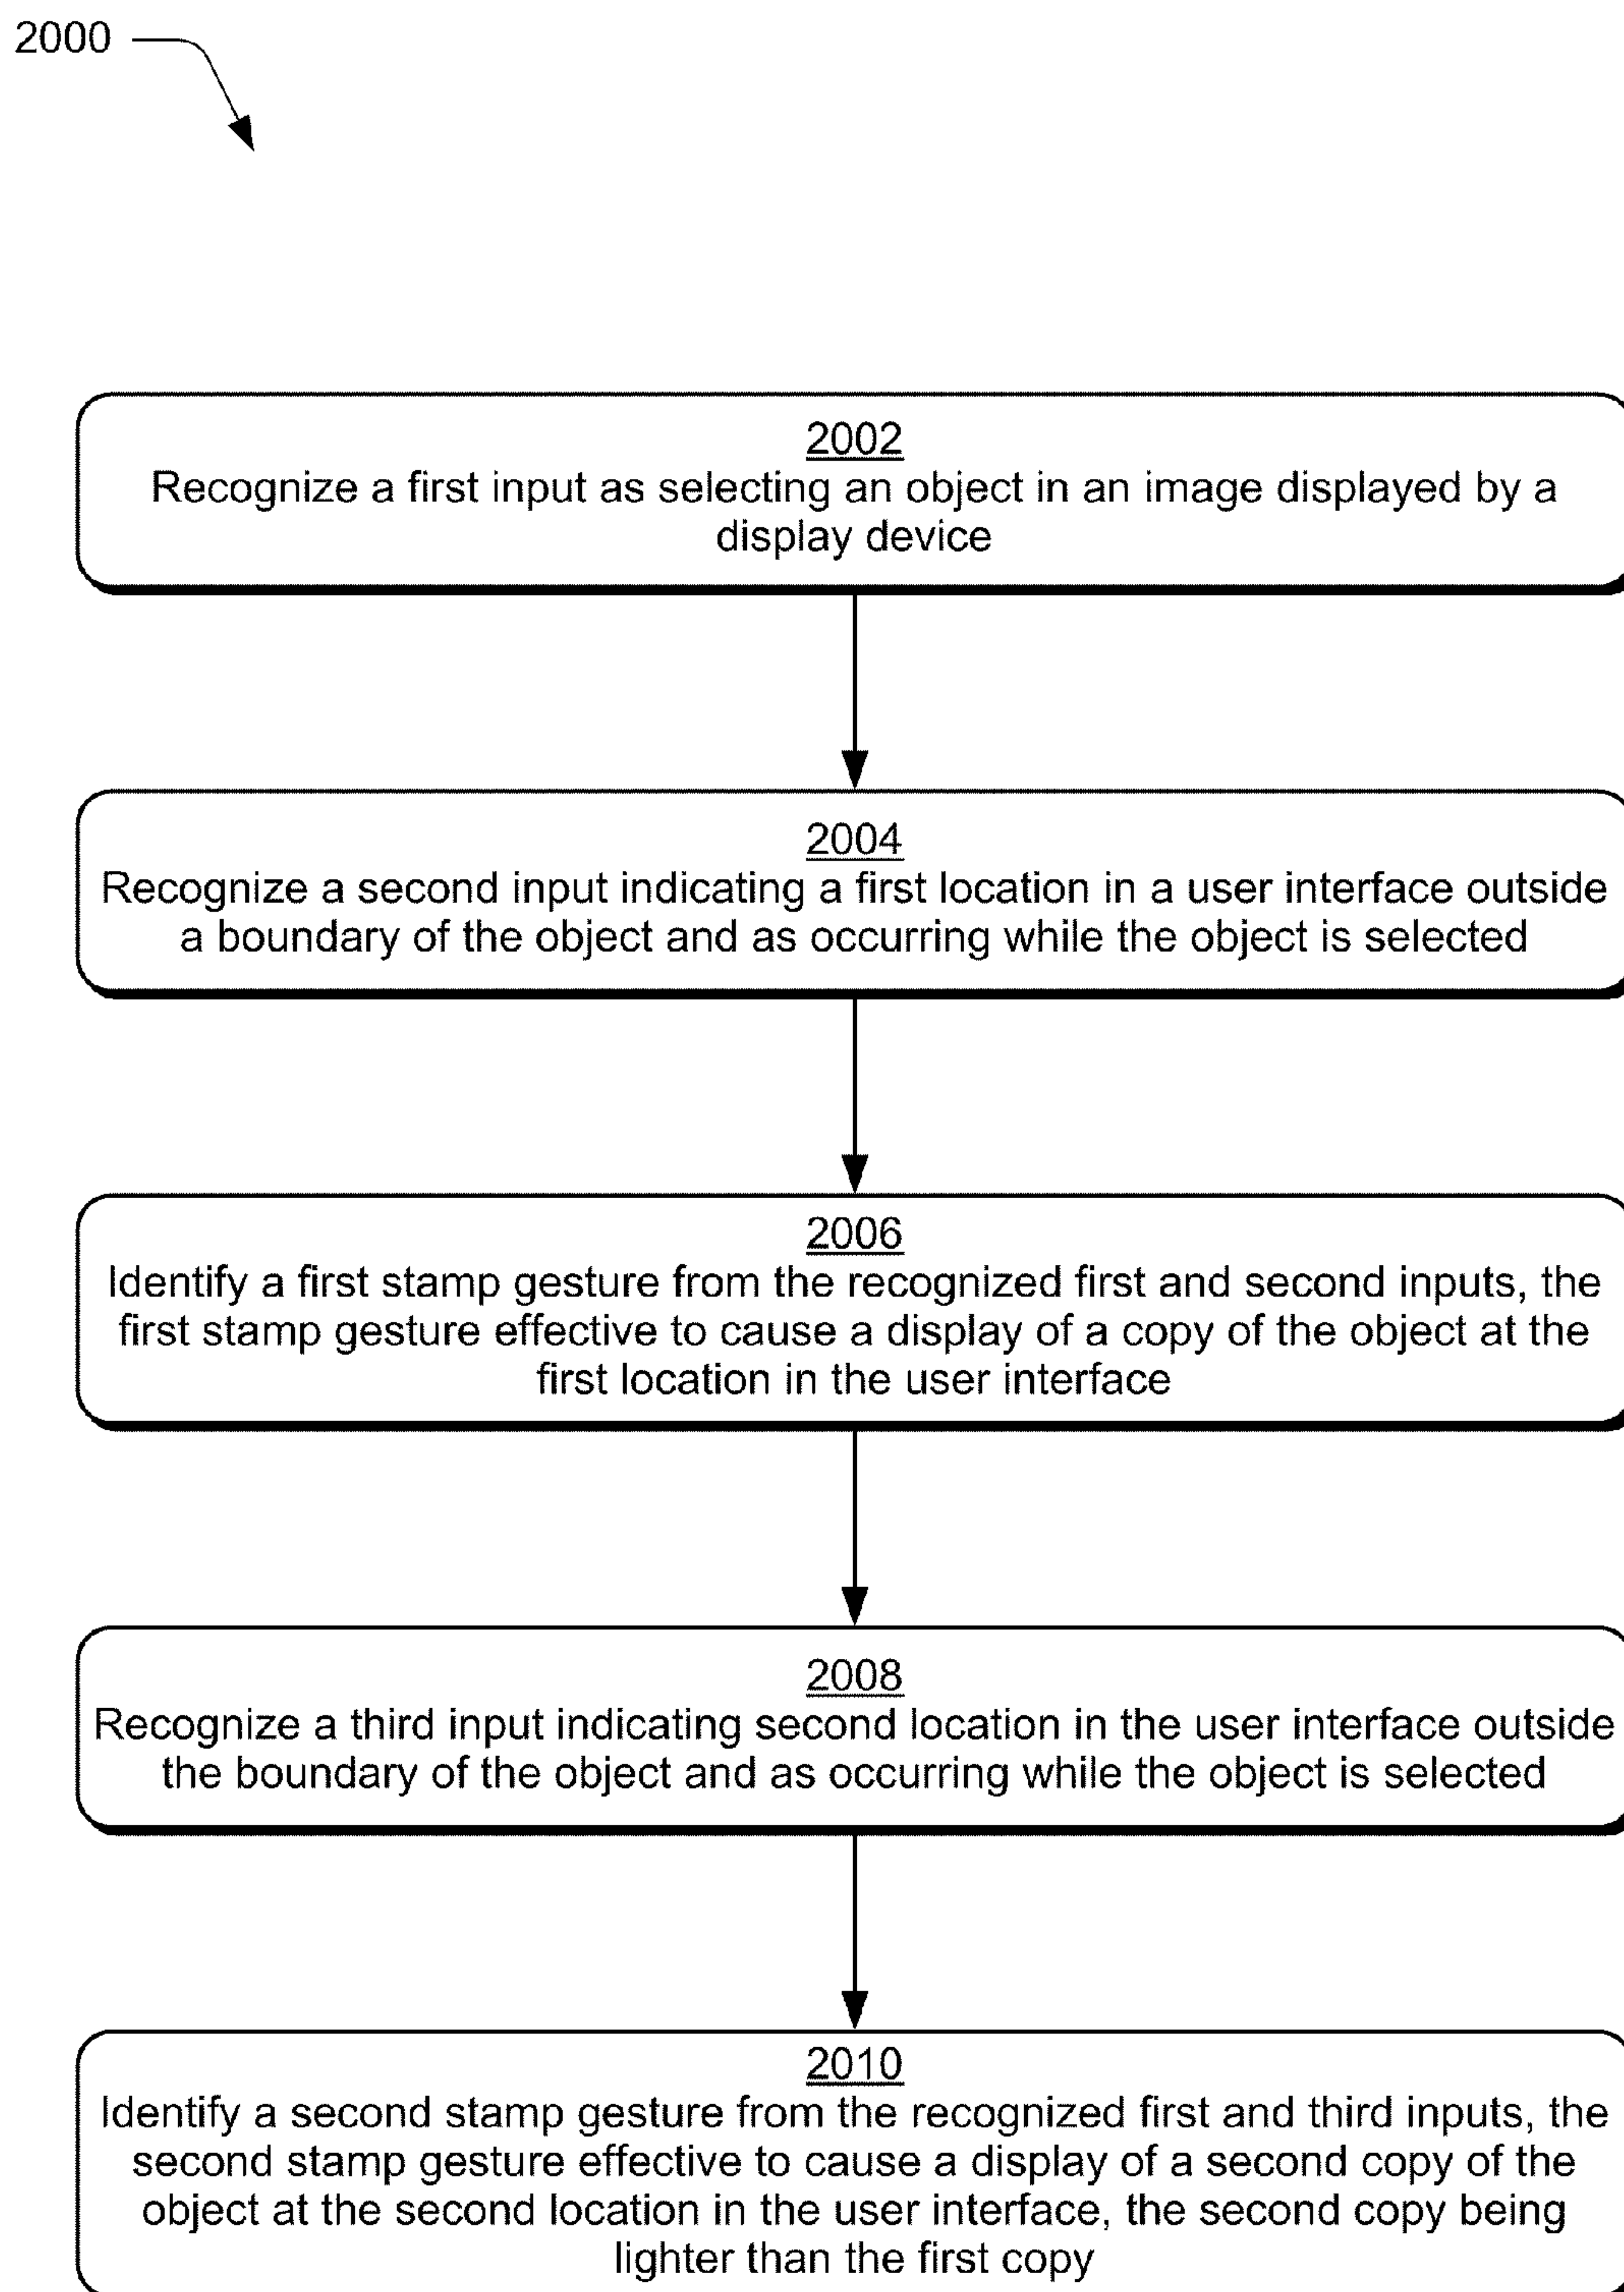 2000
2002
Recognize a first input as selecting an object in an image displayed by a
display device
2004
Recognize a second input indicating a first location in a user interface outside
a boundary of the object and as occurring while the object is selected
2006
Identify a first stamp gesture from the recognized first and second inputs, the
first stamp gesture effective to cause a display of a copy of the object at the
first location in the user interface
2008
Recognize a third input indicating second location in the user interface outside
the boundary of the object and as occurring while the object is selected
2010
Identify a second stamp gesture from the recognized first and third inputs, the
second stamp gesture effective to cause a display of a second copy of the
object at the second location in the user interface, the second copy being
lighter than the first copy